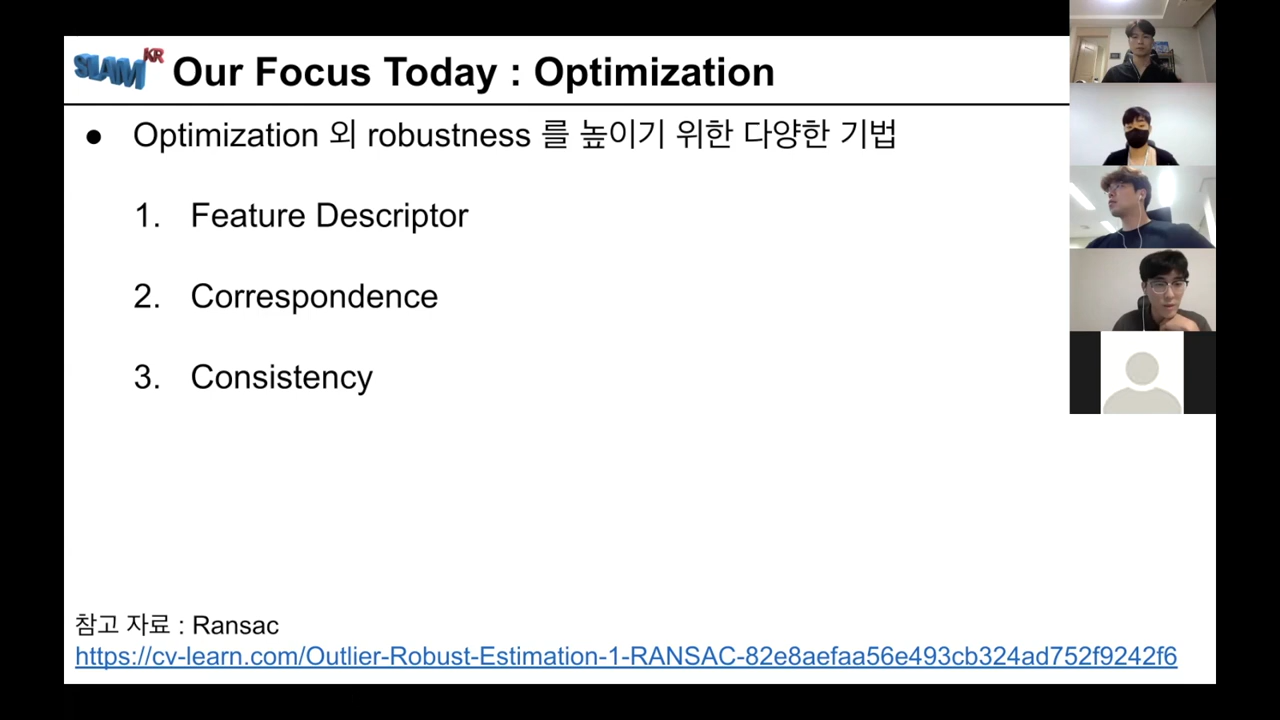 SLAM KR
Our Focus Today : Optimization
● Optimization 외 robustness 를 높이기 위한 다양한 기법
1. Feature Descriptor
2. Correspondence
3. Consistency
참고 자료 : Ransac
https://cv-learn.com/Outlier-Robust-Estimation-1-RANSAC-82e8aefaa56e493cb324ad752f9242f6